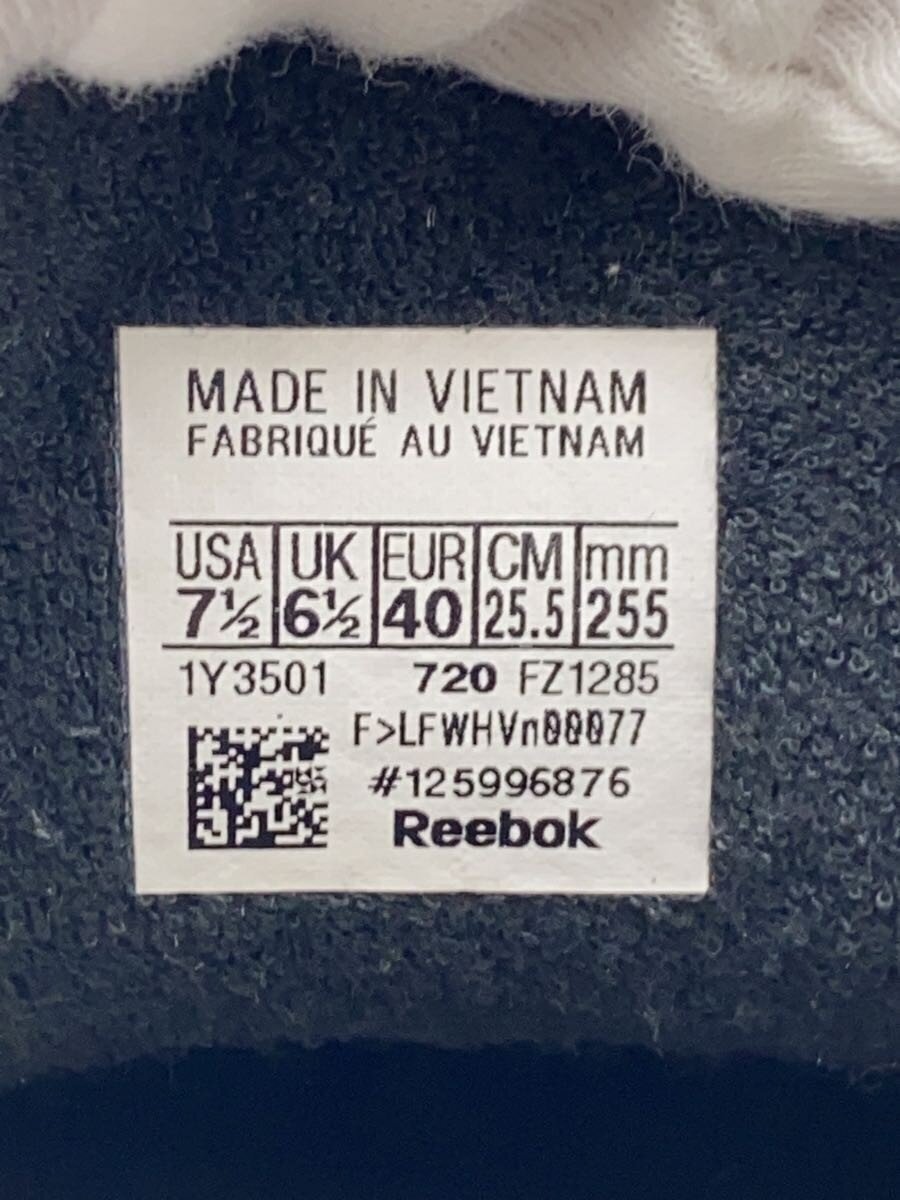 MADE IN VIETNAM
FABRIQUÉ AU VIETNAM
USA UK EUR CM mm
7½ 6½ 40 25.5 255
1Y3501 720 FZ1285
F>LFWHVn00077
#125996876
Reebok